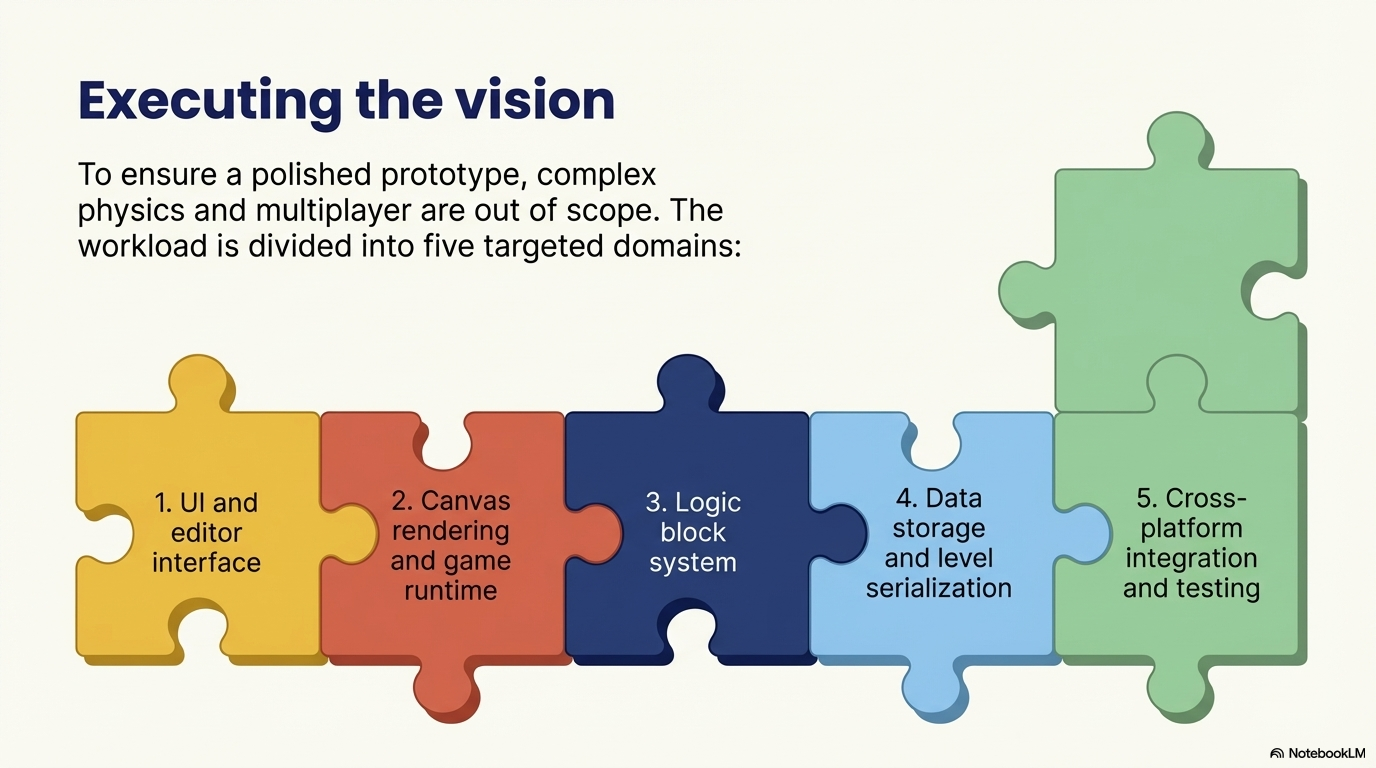 Executing the vision
To ensure a polished prototype, complex
physics and multiplayer are out of scope. The
workload is divided into five targeted domains:
1. UI and
editor
interface
2. Canvas
rendering
and game
runtime
3. Logic
block
system
4. Data
storage
and level
serialization
5. Cross-
platform
integration
and testing
NotebookLM